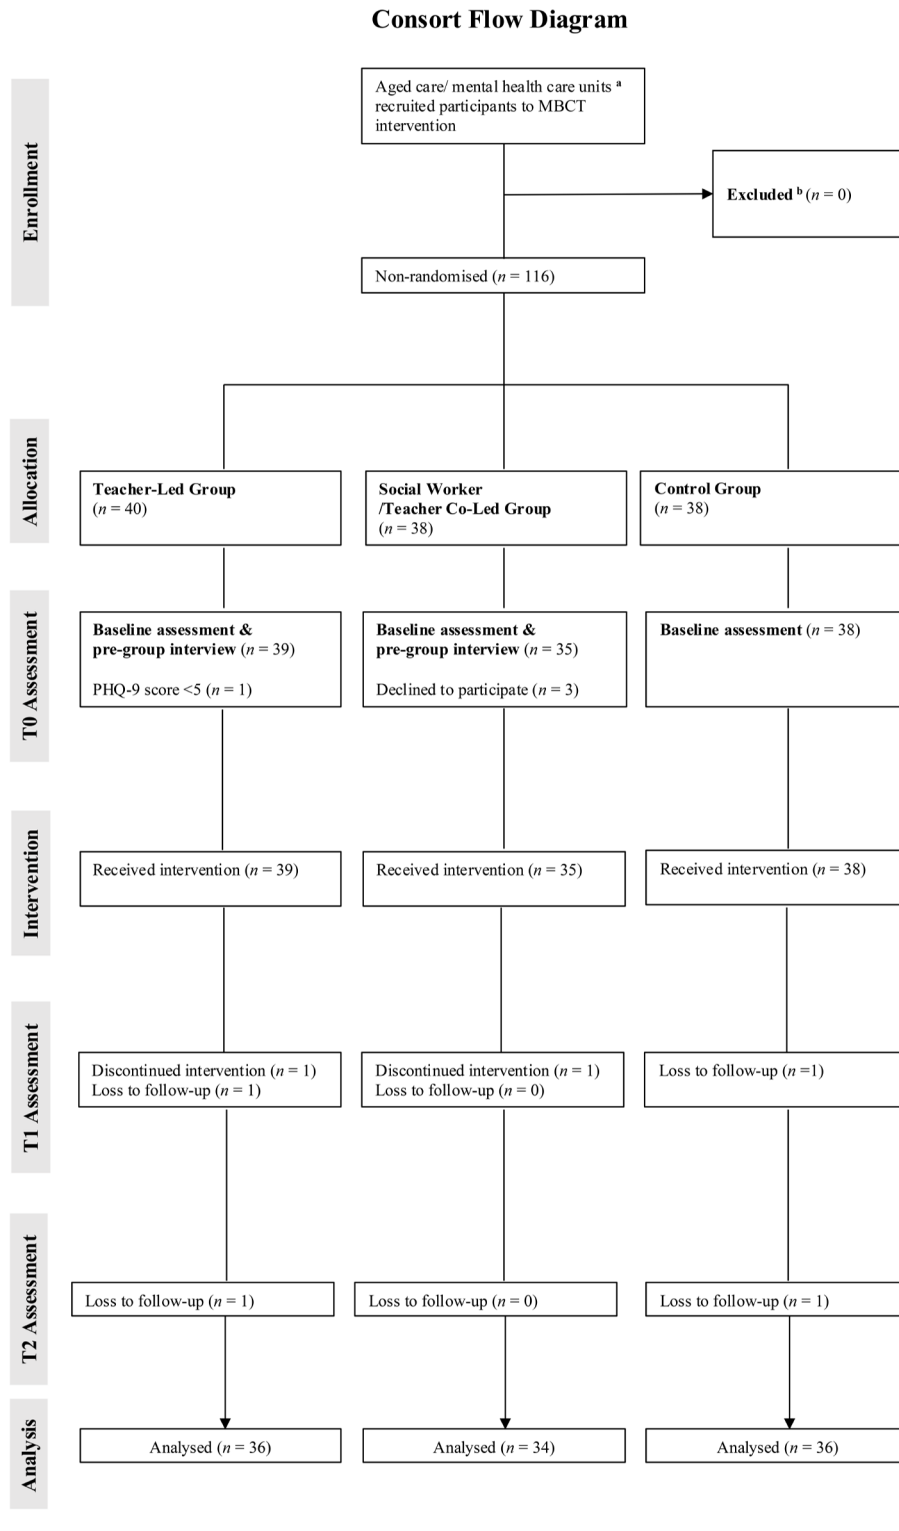 Consort Flow Diagram
Enrollment
Aged care/ mental health care units a
recruited participants to MBCT
intervention
Excluded b (n = 0)
Non-randomised (n = 116)
Allocation
Teacher-Led Group
(n = 40)
Social Worker
/Teacher Co-Led Group
(n = 38)
Control Group
(n = 38)
T0 Assessment
Baseline assessment &
pre-group interview (n = 39)
PHQ-9 score <5 (n = 1)
Baseline assessment &
pre-group interview (n = 35)
Declined to participate (n = 3)
Baseline assessment (n = 38)
Intervention
Received intervention (n = 39)
Received intervention (n = 35)
Received intervention (n = 38)
T1 Assessment
Discontinued intervention (n = 1)
Loss to follow-up (n = 1)
Discontinued intervention (n = 1)
Loss to follow-up (n = 0)
Loss to follow-up (n =1)
T2 Assessment
Loss to follow-up (n = 1)
Loss to follow-up (n = 0)
Loss to follow-up (n = 1)
Analysis
Analysed (n = 36)
Analysed (n = 34)
Analysed (n = 36)